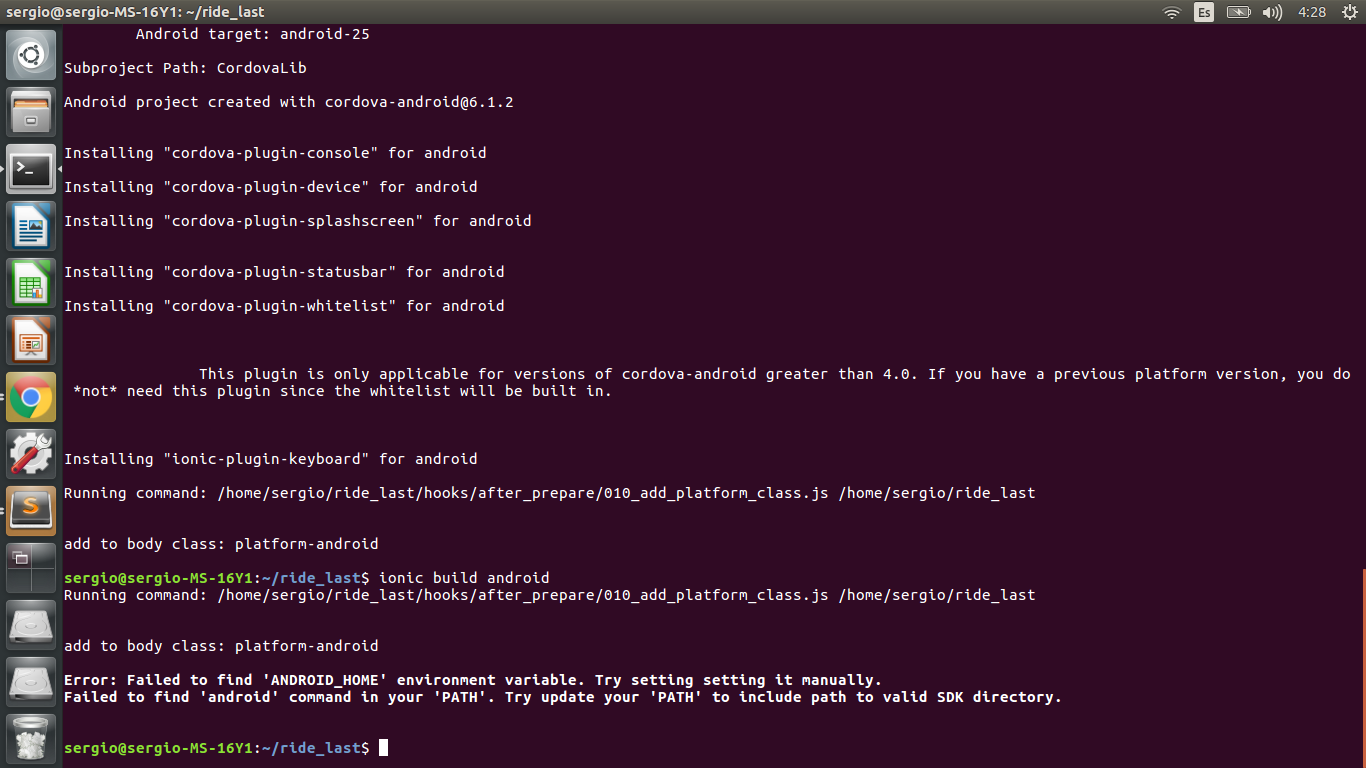 sergio@sergio-MS-16Y1: ~/ride_last
Es
4:28
Android target: android-25
Subproject Path: CordovaLib
Android project created with cordova-android@6.1.2
Installing "cordova-plugin-console" for android
Installing "cordova-plugin-device" for android
Installing "cordova-plugin-splashscreen" for android
Installing "cordova-plugin-statusbar" for android
Installing "cordova-plugin-whitelist" for android
This plugin is only applicable for versions of cordova-android greater than 4.0. If you have a previous platform version, you do
*not* need this plugin since the whitelist will be built in.
Installing "ionic-plugin-keyboard" for android
Running command: /home/sergio/ride_last/hooks/after_prepare/010_add_platform_class.js /home/sergio/ride_last
add to body class: platform-android
sergio@sergio-MS-16Y1:~/ride_last$ ionic build android
Running command: /home/sergio/ride_last/hooks/after_prepare/010_add_platform_class.js /home/sergio/ride_last
add to body class: platform-android
Error: Failed to find 'ANDROID_HOME' environment variable. Try setting setting it manually.
Failed to find 'android' command in your 'PATH'. Try update your 'PATH' to include path to valid SDK directory.
sergio@sergio-MS-16Y1:~/ride_last$